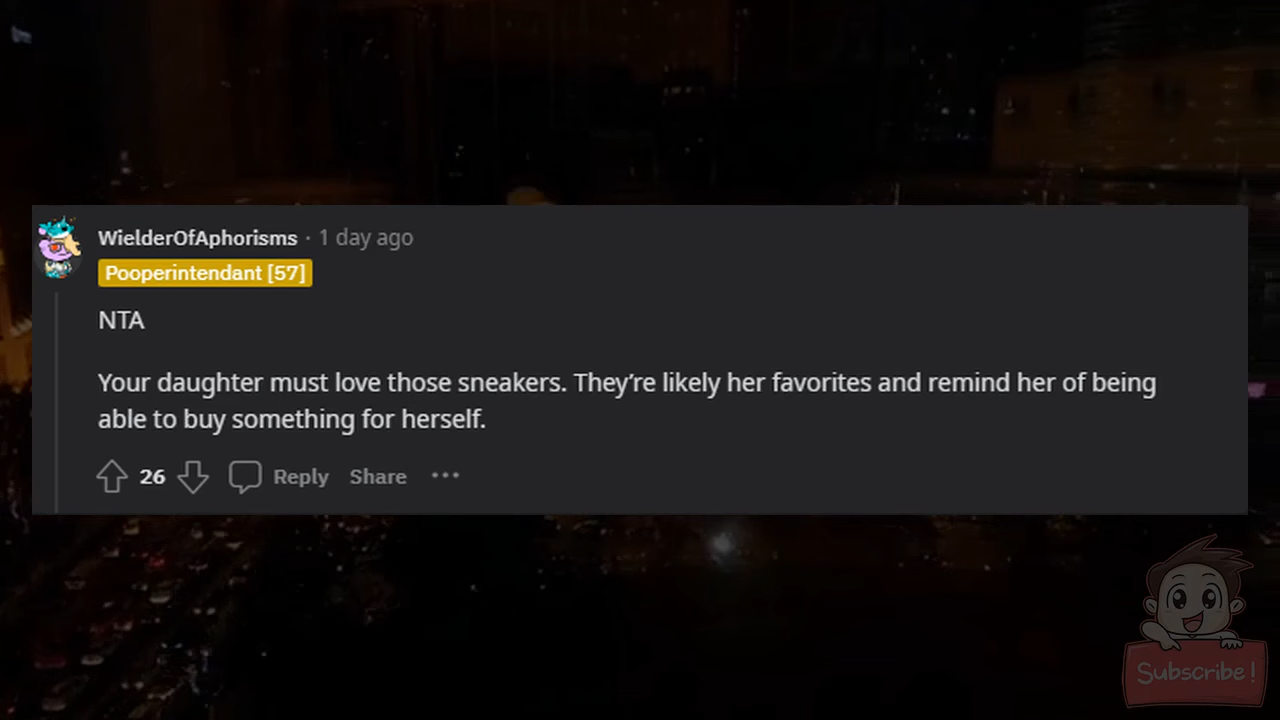 WielderOfAphorisms · 1 day ago
Pooperintendant [57]
NTA
Your daughter must love those sneakers. They’re likely her favorites and remind her of being
able to buy something for herself.
26 Reply Share ···
Subscribe!